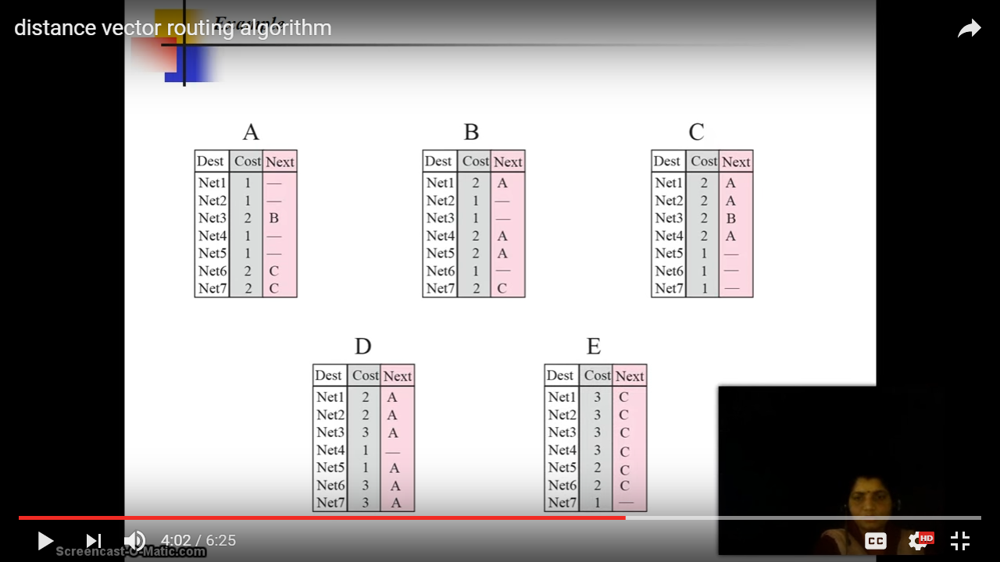 Example
distance vector routing algorithm
A B C
Dest Cost Next Dest Cost Next Dest Cost Next
Net1 1 — Net1 2 A Net1 2 A
Net2 1 — Net2 1 — Net2 2 A
Net3 2 B Net3 1 — Net3 2 B
Net4 1 — Net4 2 A Net4 2 A
Net5 1 — Net5 2 A Net5 1 —
Net6 2 C Net6 1 — Net6 1 —
Net7 2 C Net7 2 C Net7 1 —
D E
Dest Cost Next Dest Cost Next
Net1 2 A Net1 3 C
Net2 2 A Net2 3 C
Net3 3 A Net3 3 C
Net4 1 — Net4 3 C
Net5 1 A Net5 2 C
Net6 3 A Net6 2 C
Net7 3 A Net7 1 —
4:02 / 6:25 CC HD
Screencast-O-Matic.com